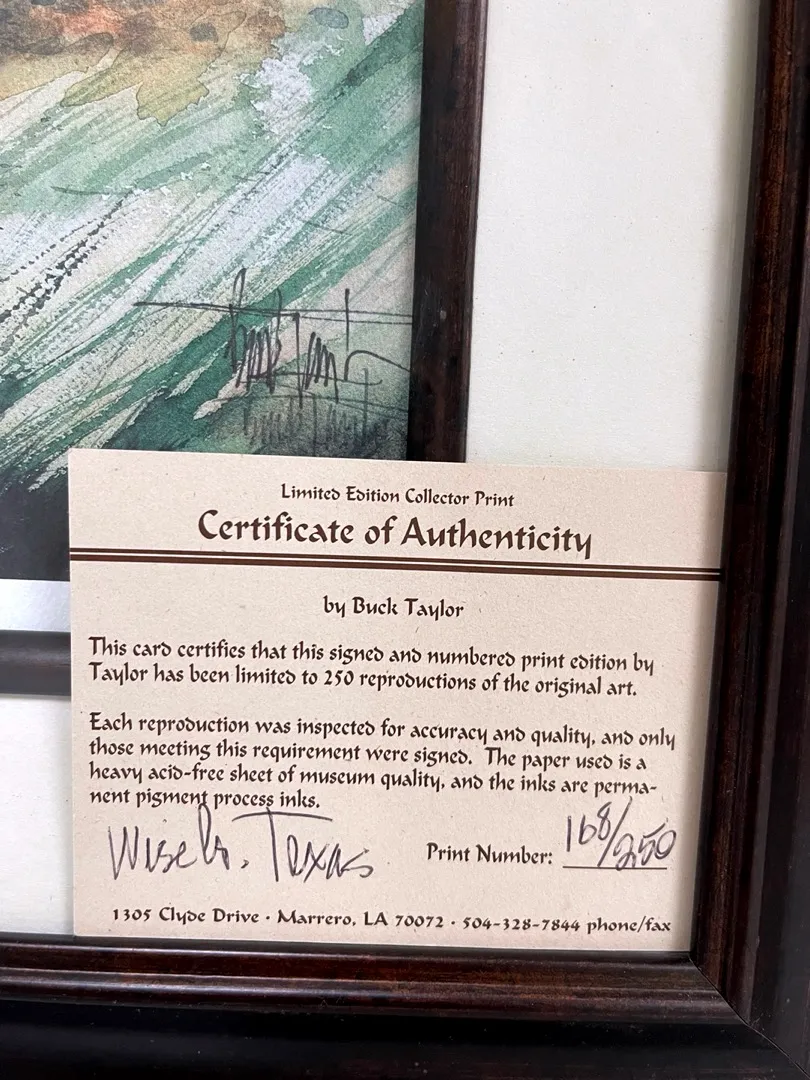 Limited Edition Collector Print
Certificate of Authenticity
by Buck Taylor
This card certifies that this signed and numbered print edition by
Taylor has been limited to 250 reproductions of the original art.
Each reproduction was inspected for accuracy and quality, and only
those meeting this requirement were signed. The paper used is a
heavy acid-free sheet of museum quality, and the inks are perma-
nent pigment process inks.
Wise Co. Texas
Print Number: 168/250
1305 Clyde Drive · Marrero, LA 70072 · 504-328-7844 phone/fax